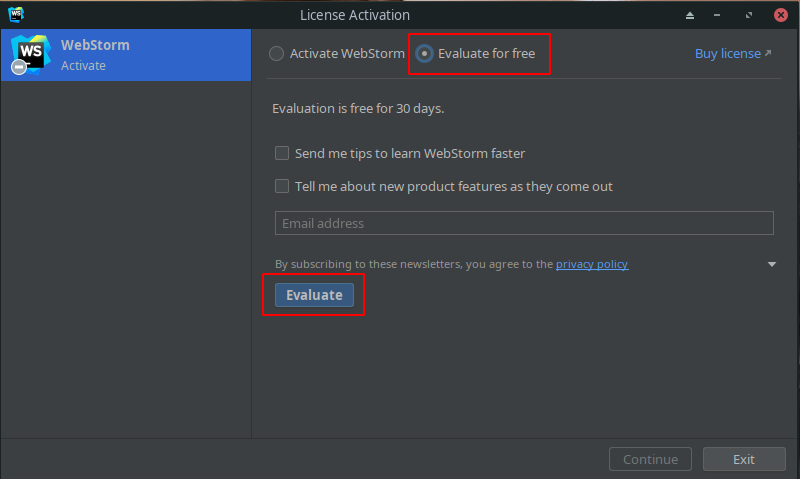 License Activation
WS
WebStorm
Activate
Activate WebStorm
Evaluate for free
Buy license
Evaluation is free for 30 days.
Send me tips to learn WebStorm faster
Tell me about new product features as they come out
Email address
By subscribing to these newsletters, you agree to the privacy policy
Evaluate
Continue
Exit